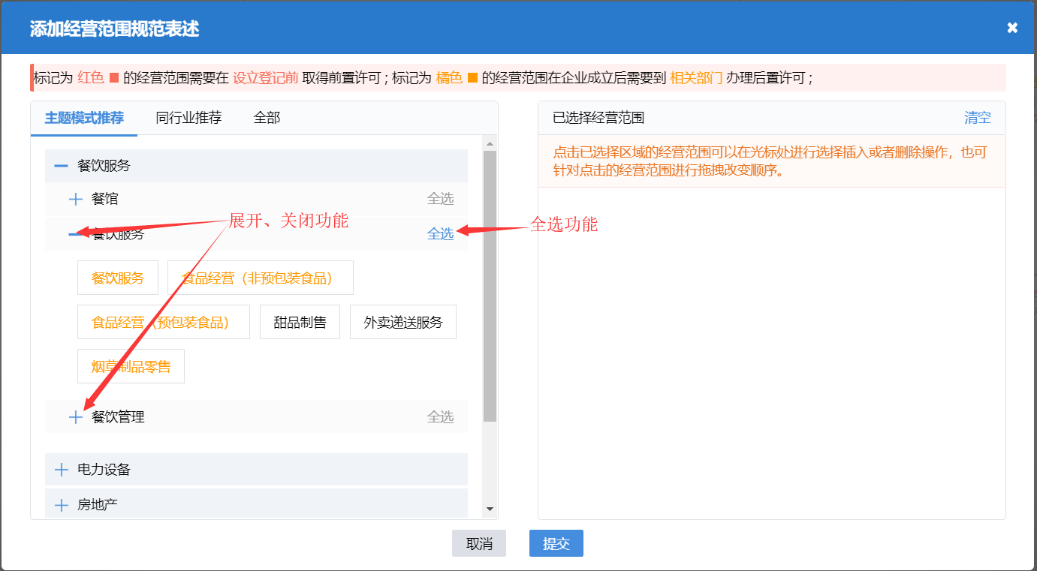 添加经营范围规范表述
标记为 红色 的经营范围需要在 设立登记前 取得前置许可；标记为 橘色 的经营范围在企业成立后需要到 相关部门 办理后置许可；
主题模式推荐 同行业推荐 全部
已选择经营范围 清空
点击已选择区域的经营范围可以在光标处进行选择插入或者删除操作，也可
针对点击的经营范围进行拖拽改变顺序。
餐饮服务
餐馆 全选
展开、关闭功能
全选功能
餐饮服务 全选
餐饮服务 食品经营（非预包装食品）
食品经营（预包装食品） 甜品制售 外卖递送服务
烟草制品零售
餐饮管理 全选
电力设备
房地产
取消 提交